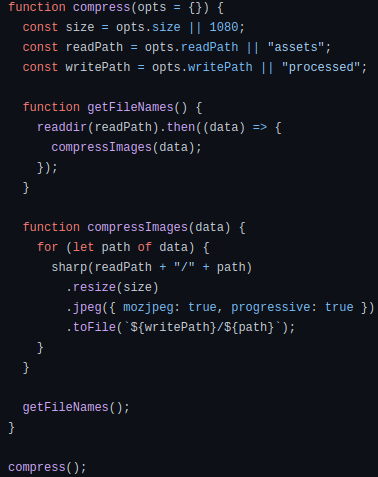 function compress(opts = {}) {
  const size = opts.size || 1080;
  const readPath = opts.readPath || "assets";
  const writePath = opts.writePath || "processed";

  function getFileNames() {
    readdir(readPath).then((data) => {
      compressImages(data);
    });
  }

  function compressImages(data) {
    for (let path of data) {
      sharp(readPath + "/" + path)
        .resize(size)
        .jpeg({ mozjpeg: true, progressive: true })
        .toFile(`${writePath}/${path}`);
    }
  }

  getFileNames();
}

compress();